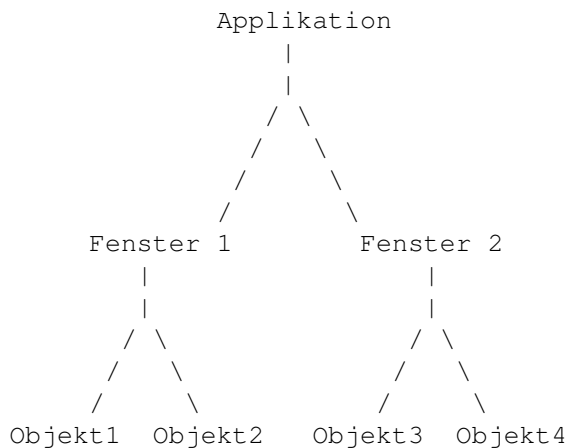 Applikation
Fenster 1 Fenster 2
Objekt1 Objekt2 Objekt3 Objekt4